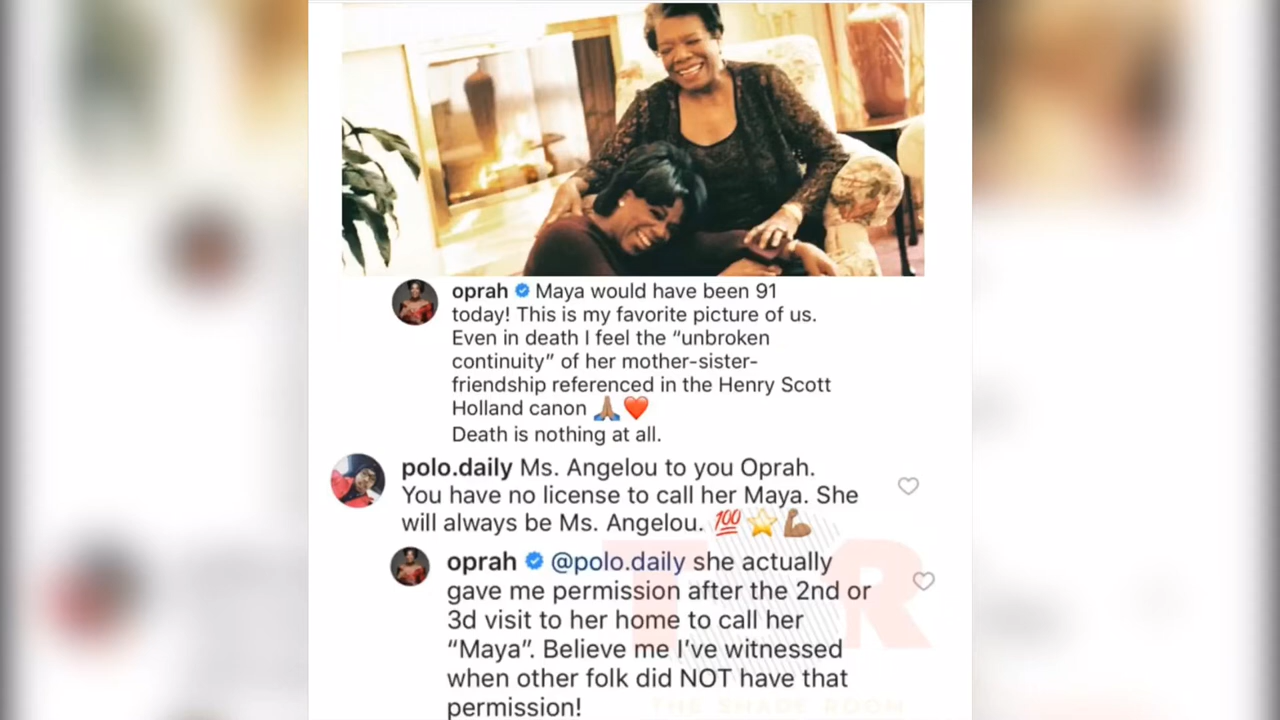 oprah Maya would have been 91
today! This is my favorite picture of us.
Even in death I feel the “unbroken
continuity” of her mother-sister-
friendship referenced in the Henry Scott
Holland canon 🙏🏽❤️
Death is nothing at all.
polo.daily Ms. Angelou to you Oprah.
You have no license to call her Maya. She
will always be Ms. Angelou. 💯⭐💪🏽
oprah @polo.daily she actually
gave me permission after the 2nd or
3d visit to her home to call her
“Maya”. Believe me I’ve witnessed
when other folk did NOT have that
permission!
TSR
THE SHADE ROOM